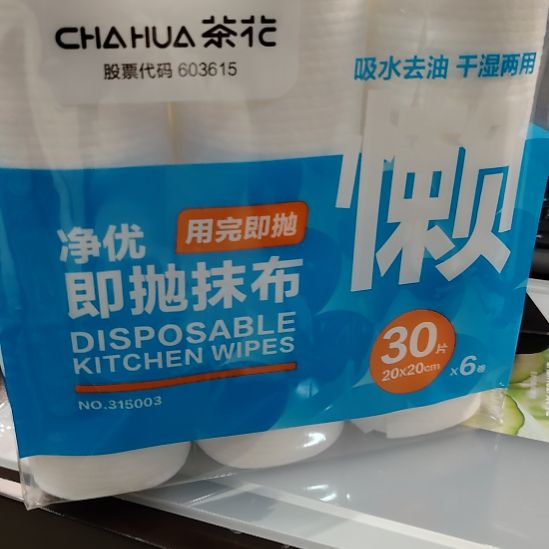 CHAHUA 茶花
股票代码 603615
吸水去油 干湿两用
懒
净优
用完即抛
即抛抹布
DISPOSABLE
KITCHEN WIPES
NO.315003
30片
20x20cm
x6卷